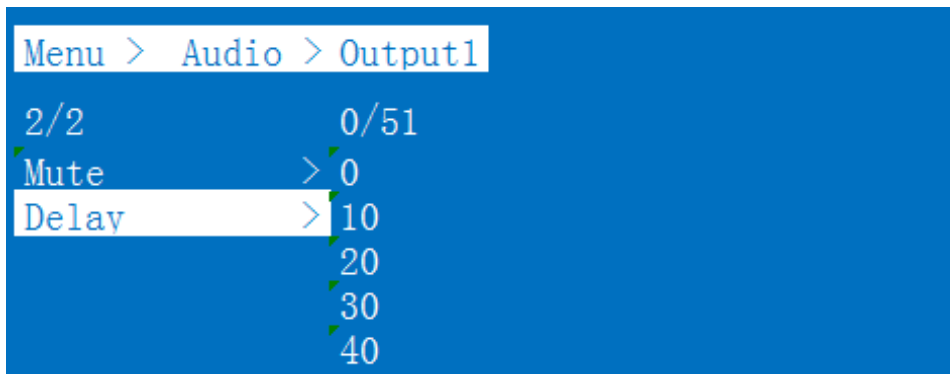 Menu > Audio > Output1
2/2 0/51
Mute > 0
Delay > 10
20
30
40